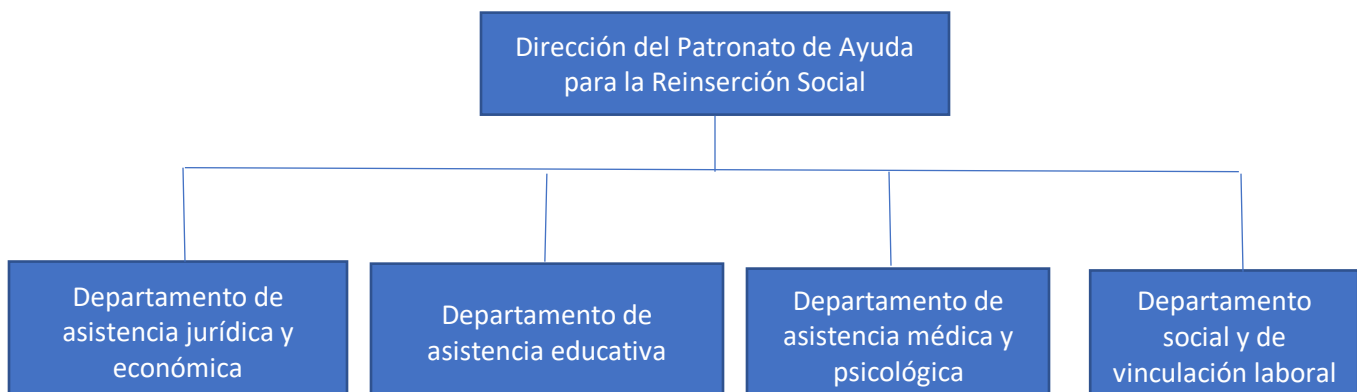 Dirección del Patronato de Ayuda
para la Reinserción Social
Departamento de
asistencia jurídica y
económica
Departamento de
asistencia educativa
Departamento de
asistencia médica y
psicológica
Departamento
social y de
vinculación laboral